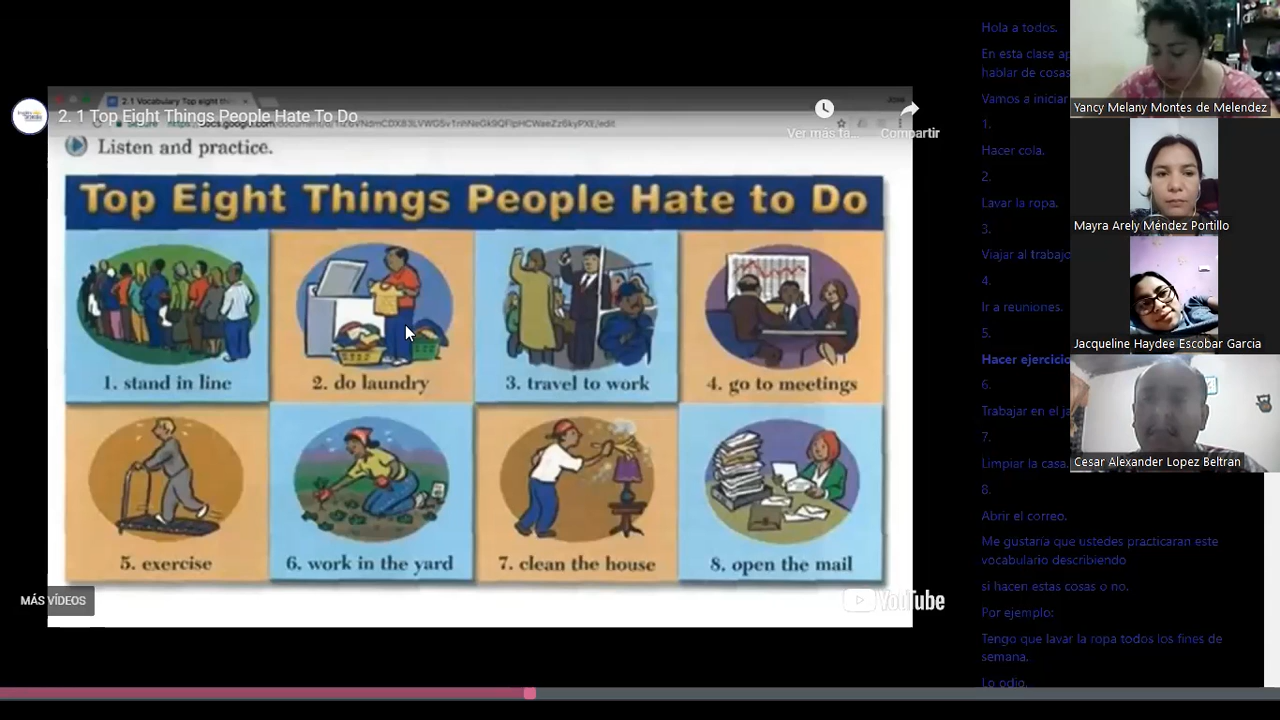 2. 1 Top Eight Things People Hate To Do
Ver más ta...
Compartir
Listen and practice.
Top Eight Things People Hate to Do
1. stand in line
2. do laundry
3. travel to work
4. go to meetings
5. exercise
6. work in the yard
7. clean the house
8. open the mail
MÁS VÍDEOS
YouTube
Hola a todos.
En esta clase
hablar de cosas
Vamos a iniciar
1.
Hacer cola.
2.
Lavar la ropa.
3.
Viajar al trabajo
4.
Ir a reuniones.
5.
Hacer ejercicio
6.
Trabajar en el
7.
Limpiar la casa.
8.
Abrir el correo.
Me gustaría que ustedes practicaran este
vocabulario describiendo
si hacen estas cosas o no.
Por ejemplo:
Tengo que lavar la ropa todos los fines de
semana.
Lo odio.
Yancy Melany Montes de Melendez
Mayra Arely Méndez Portillo
Jacqueline Haydee Escobar Garcia
Cesar Alexander Lopez Beltran